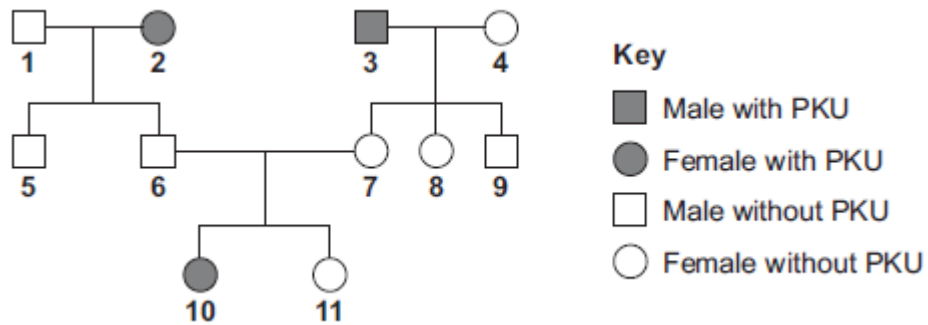 1 2 3 4
Key
Male with PKU
Female with PKU
5 6 7 8 9
Male without PKU
Female without PKU
10 11